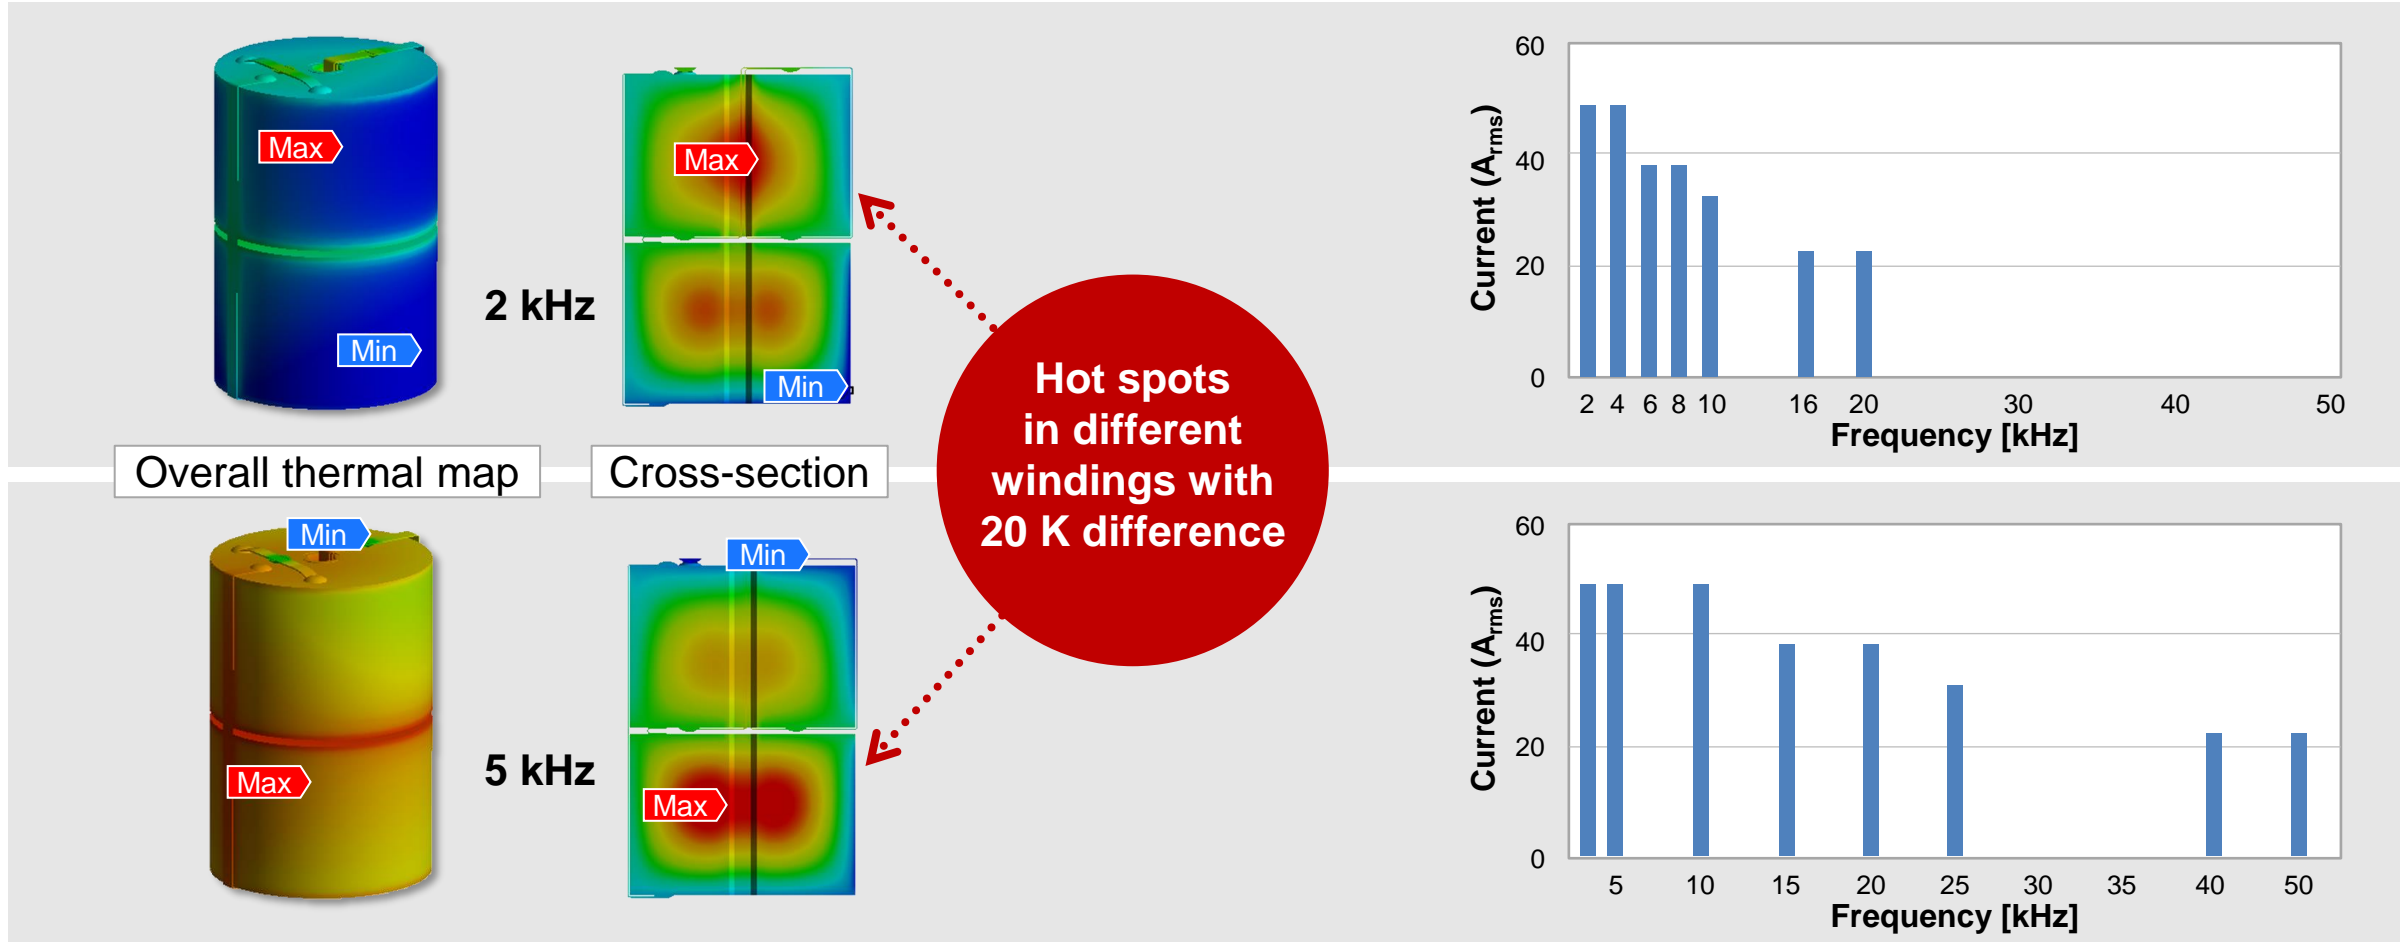 Max
Min
2 kHz
Max
Min
60
40
20
0
Current (Arms)
2 4 6 8 10 16 20 30 40 50
Frequency [kHz]
Overall thermal map
Cross-section
Hot spots
in different
windings with
20 K difference
Min
Max
5 kHz
Min
Max
60
40
20
0
Current (Arms)
5 10 15 20 25 30 35 40 50
Frequency [kHz]